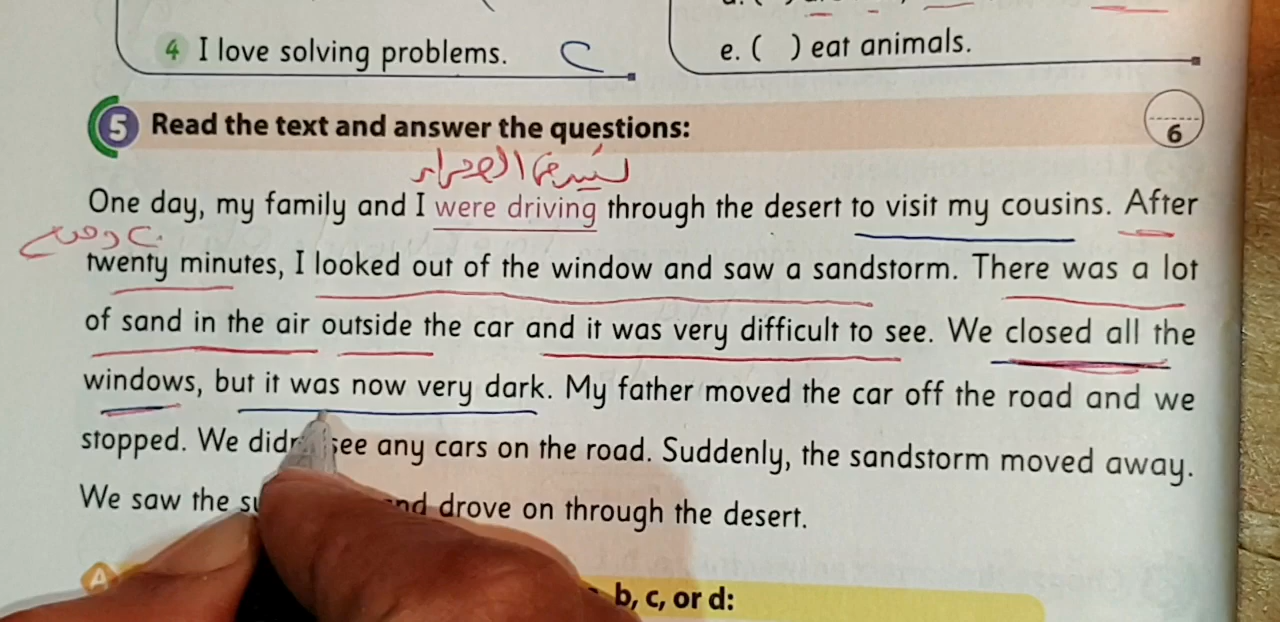 4 I love solving problems. C
e. ( ) eat animals.
5 Read the text and answer the questions:
6
One day, my family and I were driving through the desert to visit my cousins. After
twenty minutes, I looked out of the window and saw a sandstorm. There was a lot
of sand in the air outside the car and it was very difficult to see. We closed all the
windows, but it was now very dark. My father moved the car off the road and we
stopped. We see any cars on the road. Suddenly, the sandstorm moved away.
We saw the drove on through the desert.
A
b, c, or d: